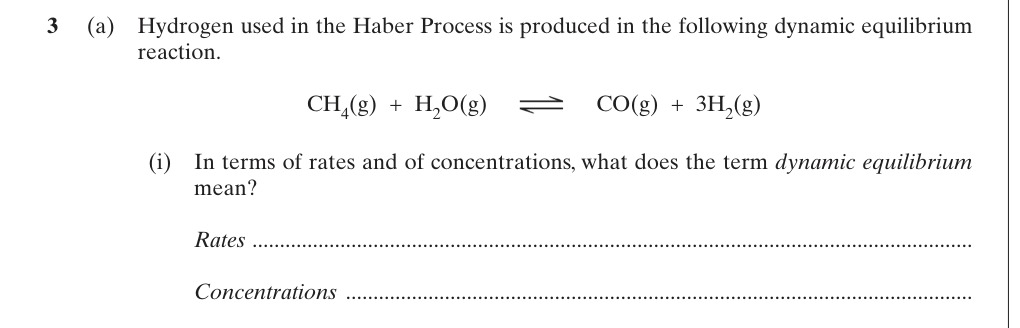 3 (a) Hydrogen used in the Haber Process is produced in the following dynamic equilibrium
reaction.
CH₄(g) + H₂O(g) ⇌ CO(g) + 3H₂(g)
(i) In terms of rates and of concentrations, what does the term dynamic equilibrium
mean?
Rates ..........................................................................................................................
Concentrations ..........................................................................................................